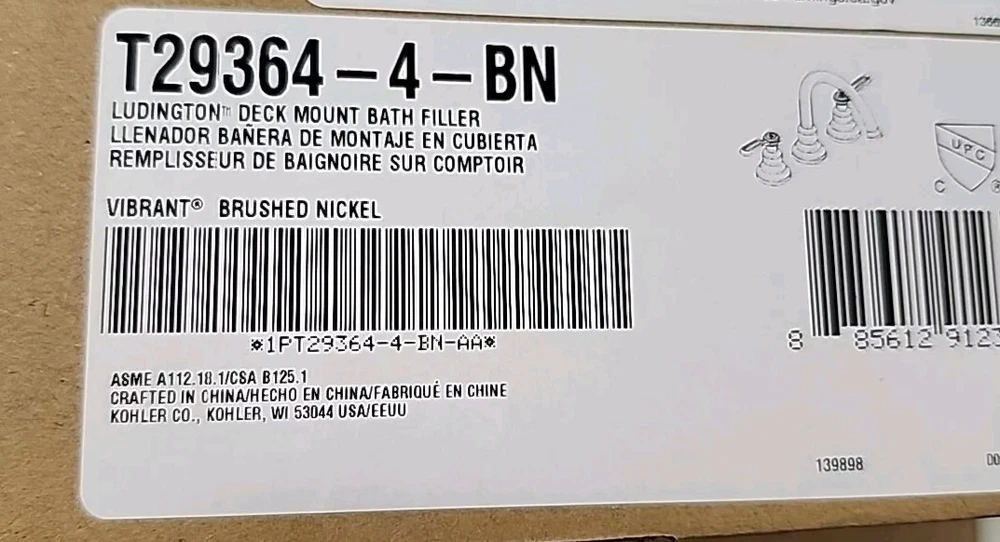 T29364-4-BN
LUDINGTON™ DECK MOUNT BATH FILLER
LLENADOR BAÑERA DE MONTAJE EN CUBIERTA
REMPLISSEUR DE BAIGNOIRE SUR COMPTOIR
VIBRANT® BRUSHED NICKEL
*1PT29364-4-BN-AA*
ASME A112.18.1/CSA B125.1
CRAFTED IN CHINA/HECHO EN CHINA/FABRIQUÉ EN CHINE
KOHLER CO., KOHLER, WI 53044 USA/EEUU
UPC
C ®
8 85612 9123
139898